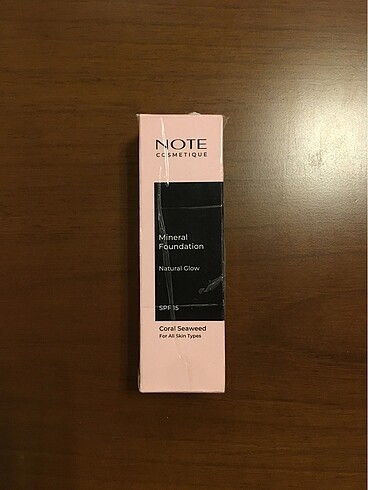 NOTE
COSMETIQUE
Mineral
Foundation
Natural Glow
SPF 15
Coral Seaweed
For All Skin Types